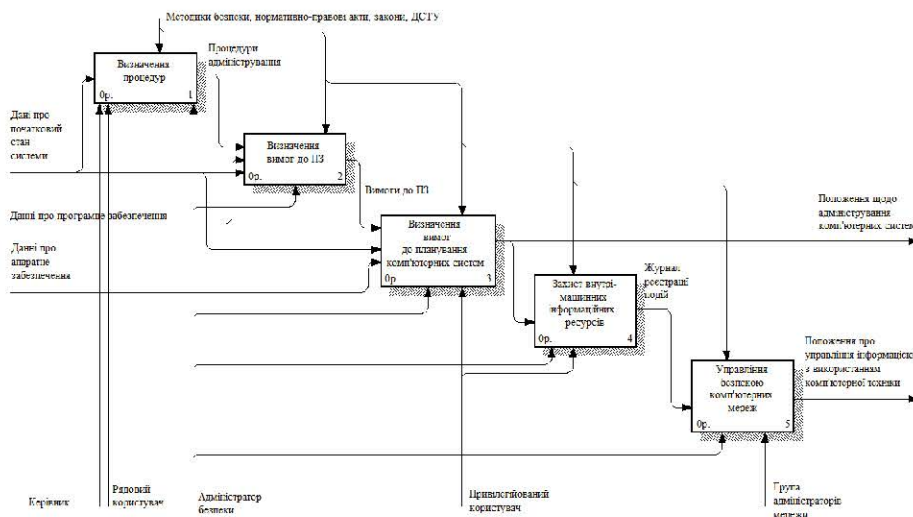 Методики безпеки, нормативно-правові акти, закони, ДСТУ
Процедури
адміністрування
Визначення
процедур
0р.
1
Дані про
початковий
стан
системи
Визначення
вимог до ПЗ
0р.
2
Вимоги до ПЗ
Данні про програмне забезпечення
Данні про
апаратне
забезпечення
Визначення
вимог
до планування
комп'ютерних систем
0р.
3
Положення щодо
адміністрування
комп'ютерних систем
Журнал
реєстрації
подій
Захист внутрі-
машинних
інформаційних
ресурсів
0р.
4
Положення про
управління інформацією
з використанням
комп'ютерної техніки
Управління
безпекою
комп'ютерних
мереж
0р.
5
Керівник
Рядовий
користувач
Адміністратор
безпеки
Привілейований
користувач
Група
адміністраторів
мережи